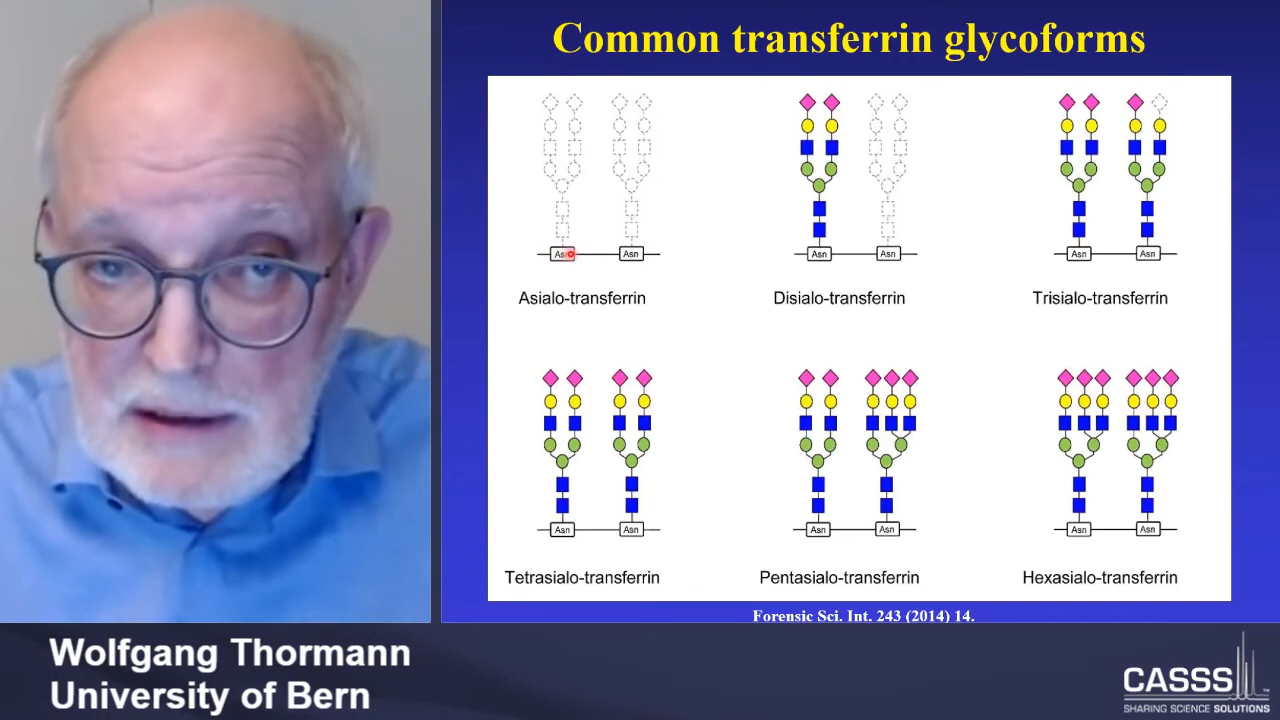 Common transferrin glycoforms
Asn Asn
Asn Asn
Asn Asn
Asialo-transferrin
Disialo-transferrin
Trisialo-transferrin
Asn Asn
Asn Asn
Asn Asn
Tetrasialo-transferrin
Pentasialo-transferrin
Hexasialo-transferrin
Forensic Sci. Int. 243 (2014) 14.
Wolfgang Thormann
University of Bern
CASSS
SHARING SCIENCE SOLUTIONS